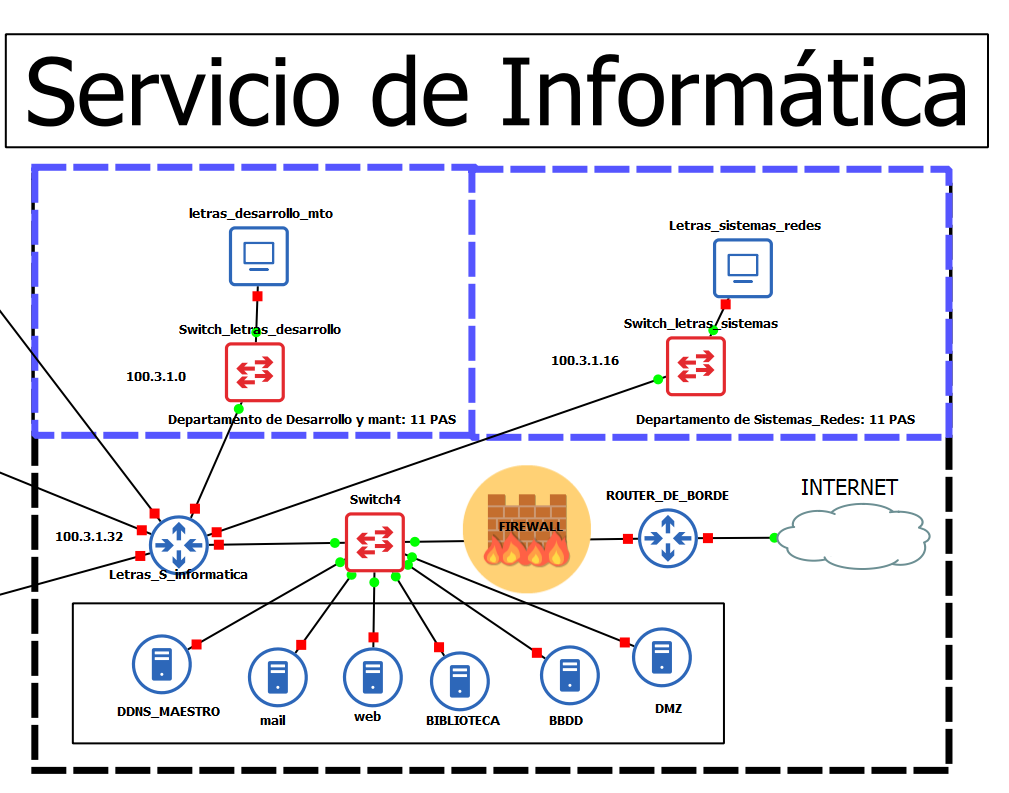 Servicio de Informática
letras_desarrollo_mto
Letras_sistemas_redes
Switch_letras_desarrollo
Switch_letras_sistemas
100.3.1.0
100.3.1.16
Departamento de Desarrollo y mant: 11 PAS
Departamento de Sistemas_Redes: 11 PAS
Switch4
ROUTER_DE_BORDE
INTERNET
FIREWALL
100.3.1.32
Letras_S_informatica
DDNS_MAESTRO
mail
web
BIBLIOTECA
BBDD
DMZ